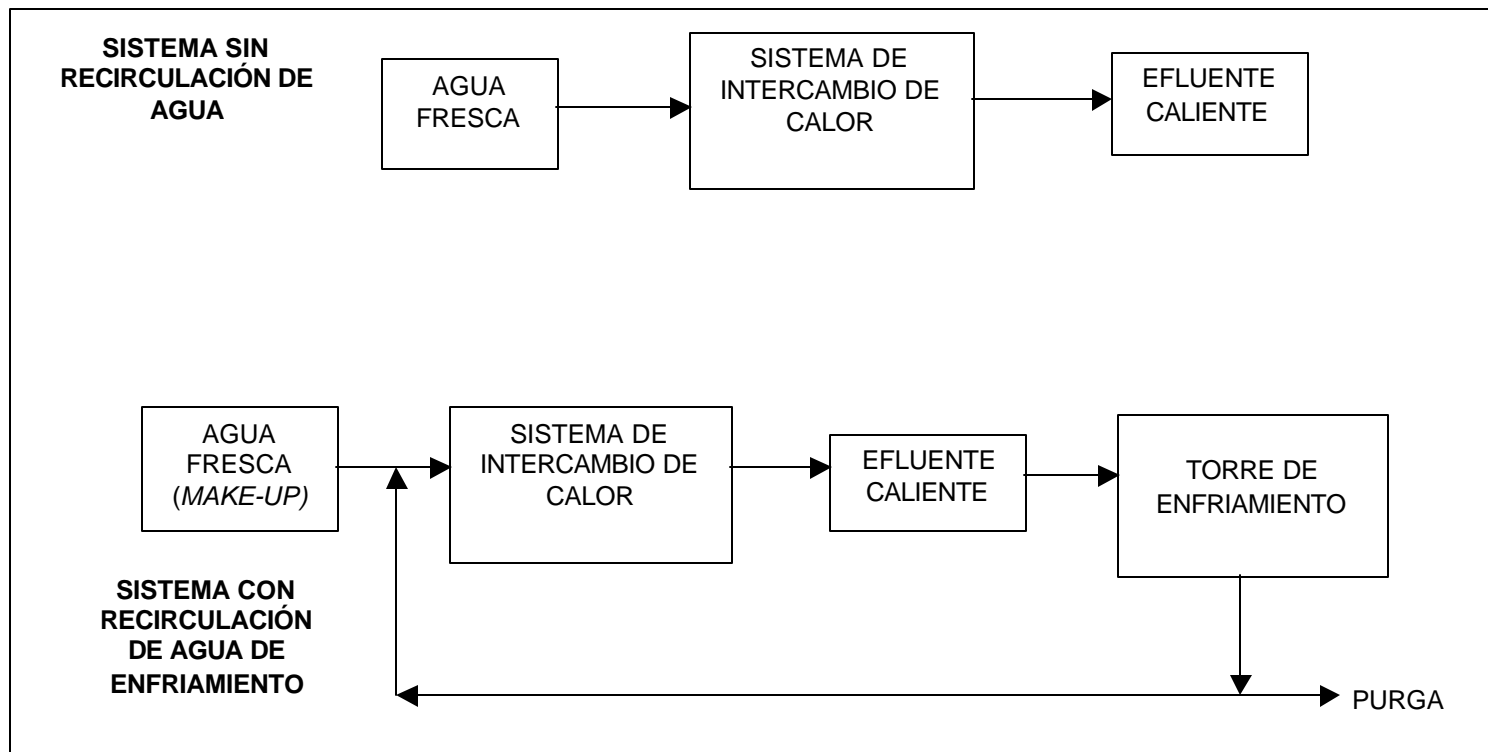 SISTEMA SIN
RECIRCULACIÓN DE
AGUA
AGUA
FRESCA
SISTEMA DE
INTERCAMBIO DE
CALOR
EFLUENTE
CALIENTE
AGUA
FRESCA
(MAKE-UP)
SISTEMA DE
INTERCAMBIO DE
CALOR
EFLUENTE
CALIENTE
TORRE DE
ENFRIAMIENTO
SISTEMA CON
RECIRCULACIÓN
DE AGUA DE
ENFRIAMIENTO
PURGA